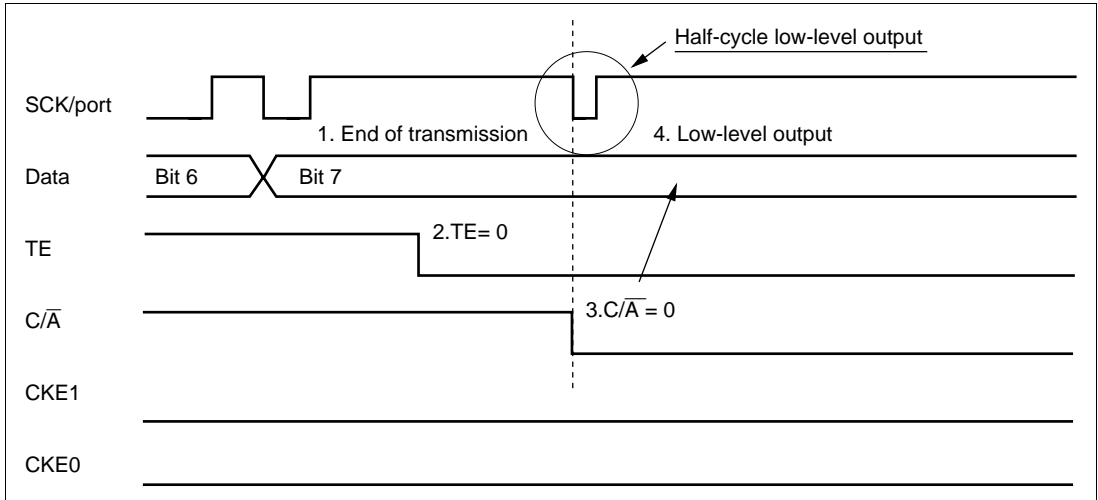 Half-cycle low-level output
SCK/port
1. End of transmission
4. Low-level output
Data
Bit 6
Bit 7
TE
2.TE= 0
C/A̅
3.C/A̅ = 0
CKE1
CKE0